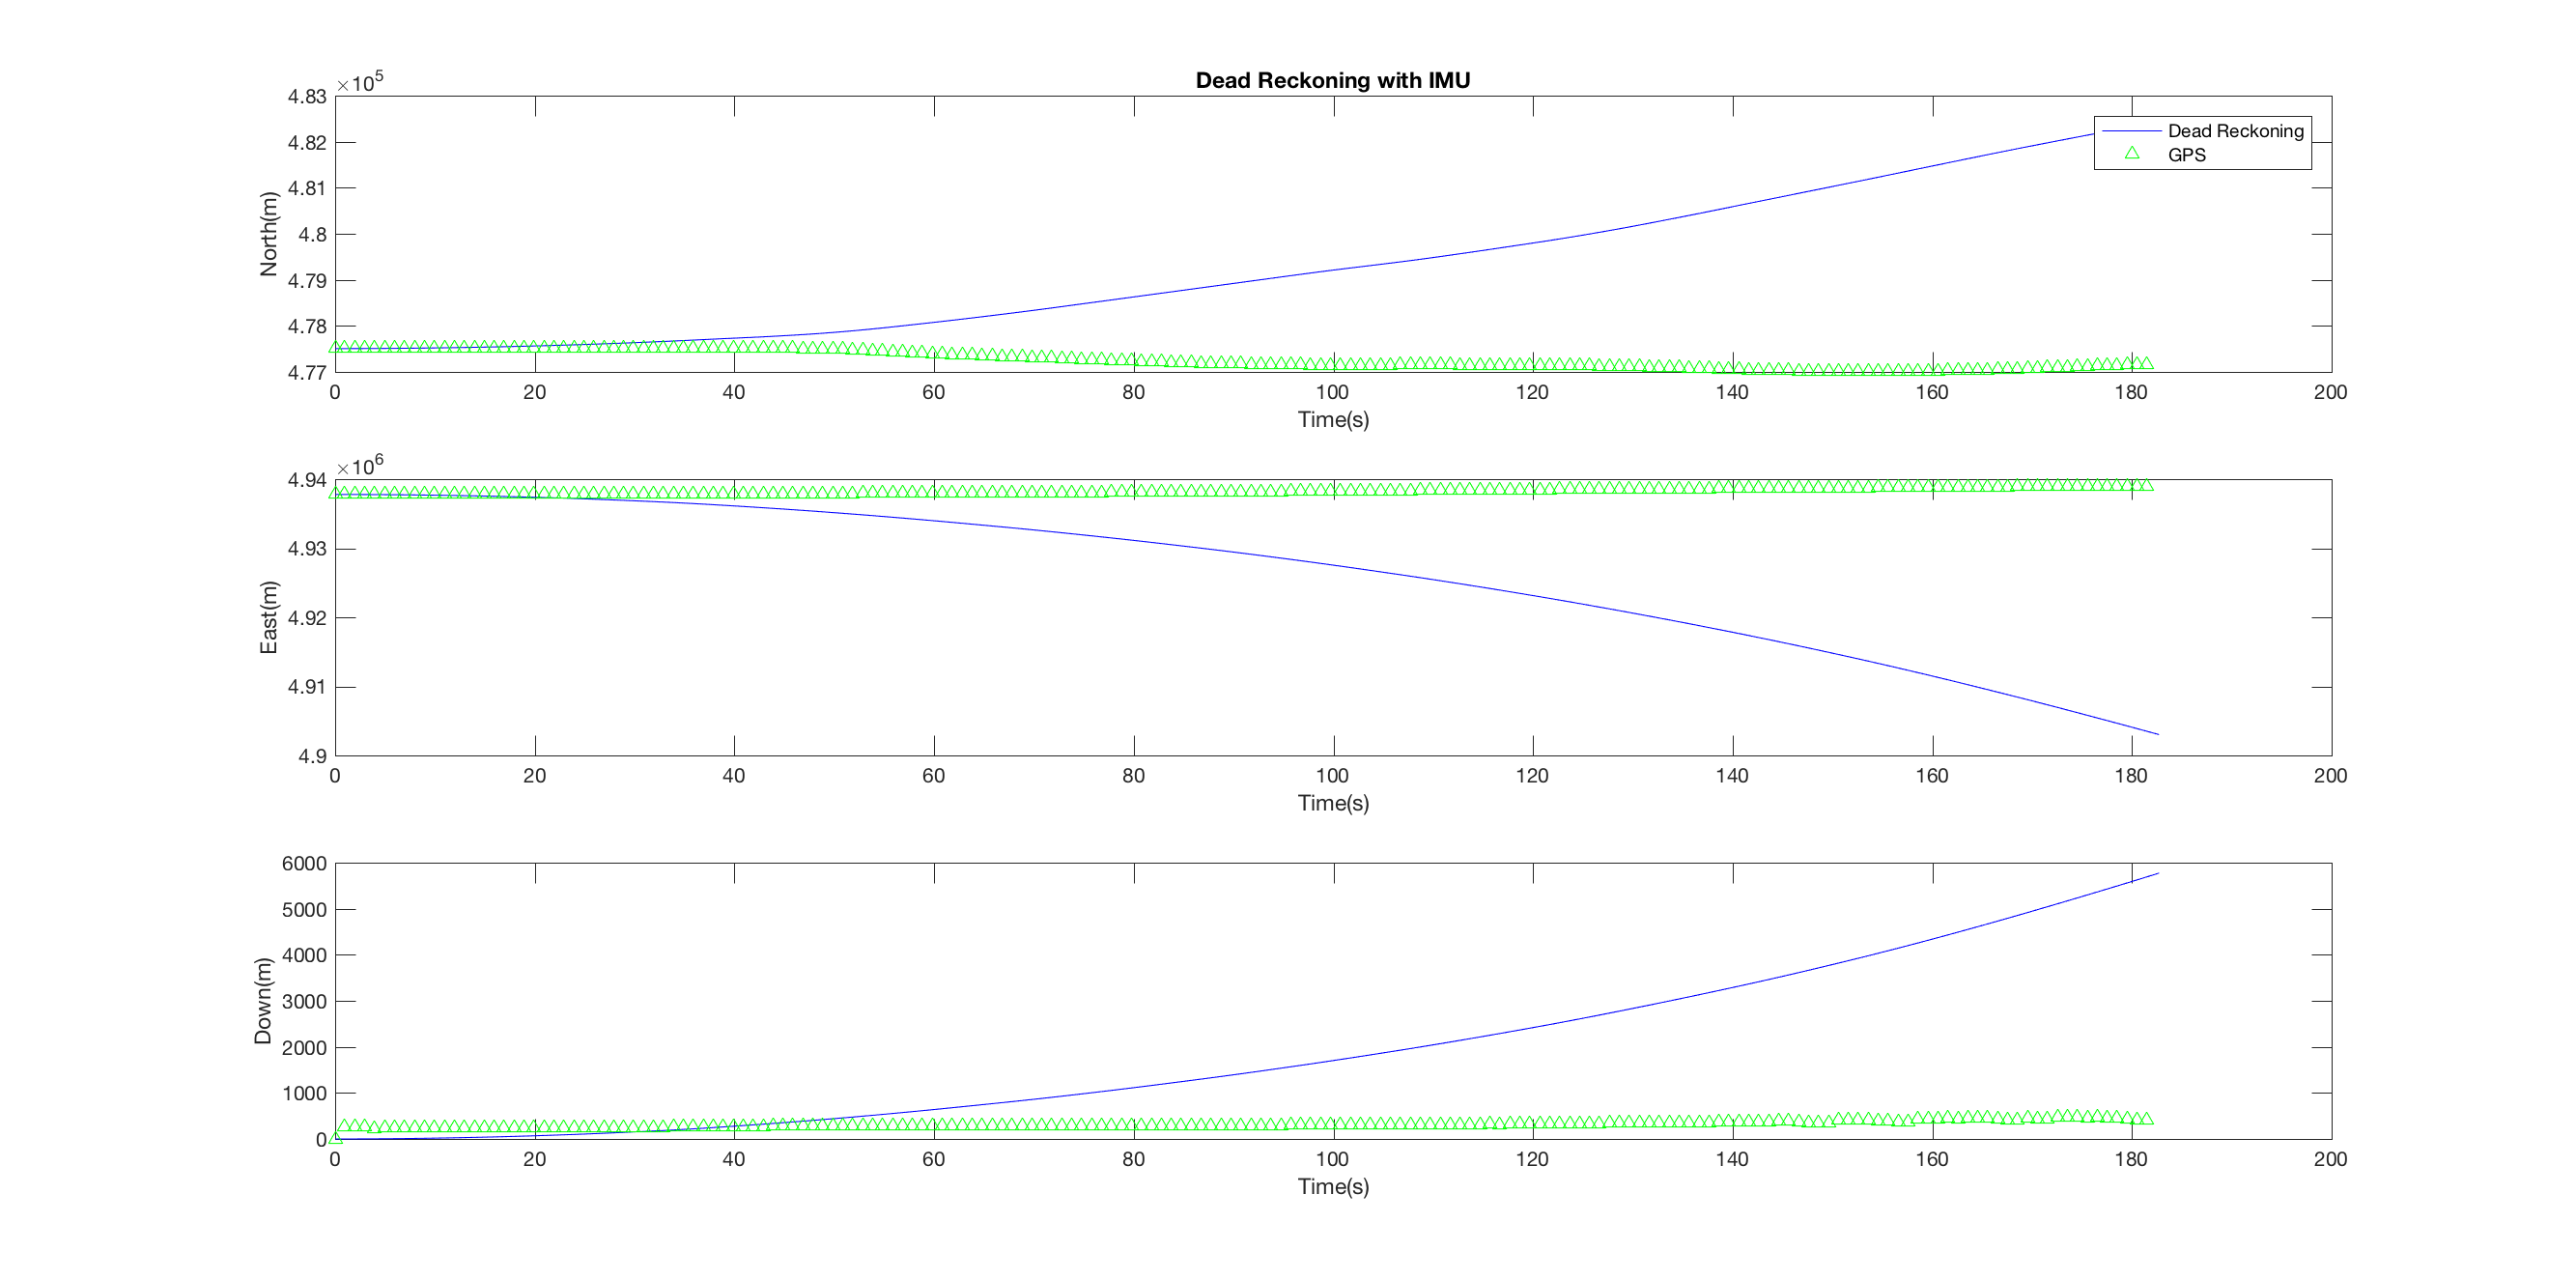 Dead Reckoning with IMU
×10⁵
4.83
4.82
4.81
4.8
4.79
4.78
4.77
North(m)
Dead Reckoning
GPS
0 20 40 60 80 100 120 140 160 180 200
Time(s)
×10⁶
4.94
4.93
4.92
4.91
4.9
East(m)
0 20 40 60 80 100 120 140 160 180 200
Time(s)
6000
5000
4000
3000
2000
1000
0
Down(m)
0 20 40 60 80 100 120 140 160 180 200
Time(s)